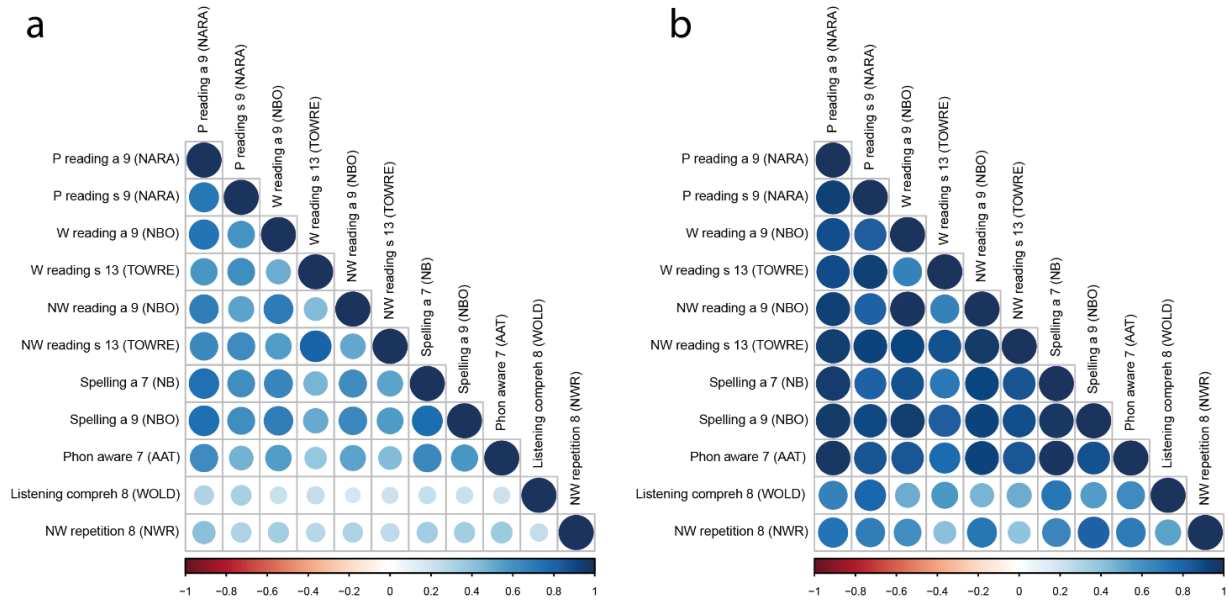 a
P reading a 9 (NARA)
P reading s 9 (NARA)
W reading a 9 (NBO)
W reading s 13 (TOWRE)
NW reading a 9 (NBO)
NW reading s 13 (TOWRE)
Spelling a 7 (NB)
Spelling a 9 (NBO)
Phon aware 7 (AAT)
Listening compreh 8 (WOLD)
NW repetition 8 (NWR)
P reading a 9 (NARA)
P reading s 9 (NARA)
W reading a 9 (NBO)
W reading s 13 (TOWRE)
NW reading a 9 (NBO)
NW reading s 13 (TOWRE)
Spelling a 7 (NB)
Spelling a 9 (NBO)
Phon aware 7 (AAT)
Listening compreh 8 (WOLD)
NW repetition 8 (NWR)
−1 −0.8 −0.6 −0.4 −0.2 0 0.2 0.4 0.6 0.8 1
b
P reading a 9 (NARA)
P reading s 9 (NARA)
W reading a 9 (NBO)
W reading s 13 (TOWRE)
NW reading a 9 (NBO)
NW reading s 13 (TOWRE)
Spelling a 7 (NB)
Spelling a 9 (NBO)
Phon aware 7 (AAT)
Listening compreh 8 (WOLD)
NW repetition 8 (NWR)
P reading a 9 (NARA)
P reading s 9 (NARA)
W reading a 9 (NBO)
W reading s 13 (TOWRE)
NW reading a 9 (NBO)
NW reading s 13 (TOWRE)
Spelling a 7 (NB)
Spelling a 9 (NBO)
Phon aware 7 (AAT)
Listening compreh 8 (WOLD)
NW repetition 8 (NWR)
−1 −0.8 −0.6 −0.4 −0.2 0 0.2 0.4 0.6 0.8 1